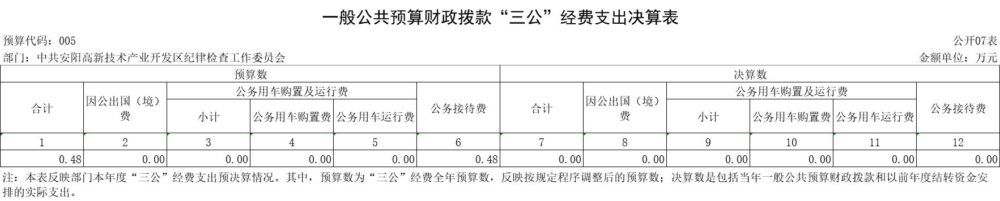 一般公共预算财政拨款“三公”经费支出决算表
预算代码：005 公开07表
部门：中共安阳高新技术产业开发区纪律检查工作委员会 金额单位：万元
预算数 决算数
合计 因公出国（境）费 公务用车购置及运行费 公务接待费 合计 因公出国（境）费 公务用车购置及运行费 公务接待费
小计 公务用车购置费 公务用车运行费 小计 公务用车购置费 公务用车运行费
1 2 3 4 5 6 7 8 9 10 11 12
0.48 0.00 0.00 0.00 0.00 0.48 0.00 0.00 0.00 0.00 0.00 0.00
注：本表反映部门本年度“三公”经费支出预决算情况。其中，预算数为“三公”经费全年预算数，反映按规定程序调整后的预算数；决算数是包括当年一般公共预算财政拨款和以前年度结转资金安
排的实际支出。